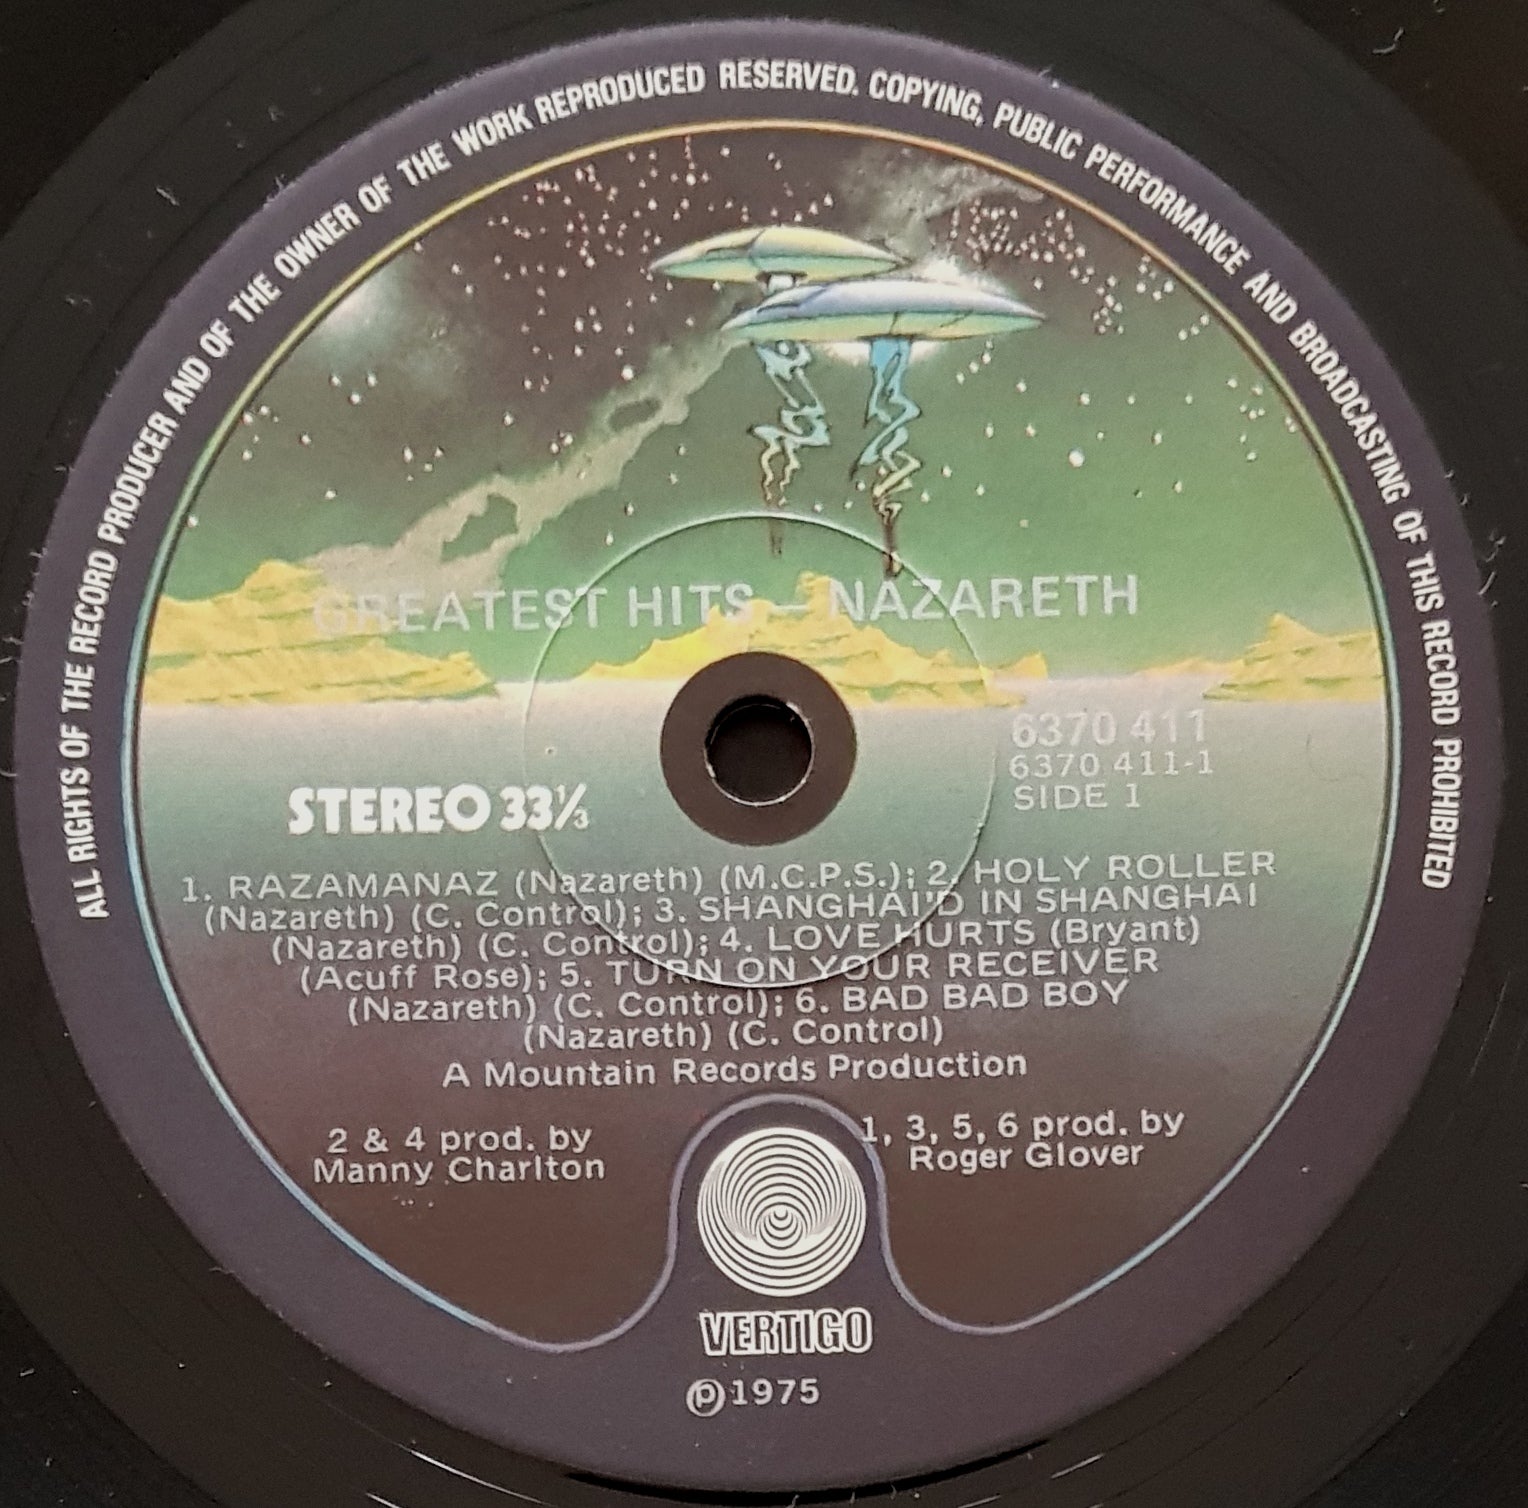 ALL RIGHTS OF THE RECORD PRODUCER AND OF THE OWNER OF THE WORK REPRODUCED RESERVED. COPYING, PUBLIC PERFORMANCE AND BROADCASTING OF THIS RECORD PROHIBITED
GREATEST HITS – NAZARETH
6370 411
6370 411-1
SIDE 1
STEREO 33⅓
1. RAZAMANAZ (Nazareth) (M.C.P.S.); 2. HOLY ROLLER
(Nazareth) (C. Control); 3. SHANGHAI'D IN SHANGHAI
(Nazareth) (C. Control); 4. LOVE HURTS (Bryant)
(Acuff Rose); 5. TURN ON YOUR RECEIVER
(Nazareth) (C. Control); 6. BAD BAD BOY
(Nazareth) (C. Control)
A Mountain Records Production
2 & 4 prod. by
Manny Charlton
1, 3, 5, 6 prod. by
Roger Glover
VERTIGO
℗1975